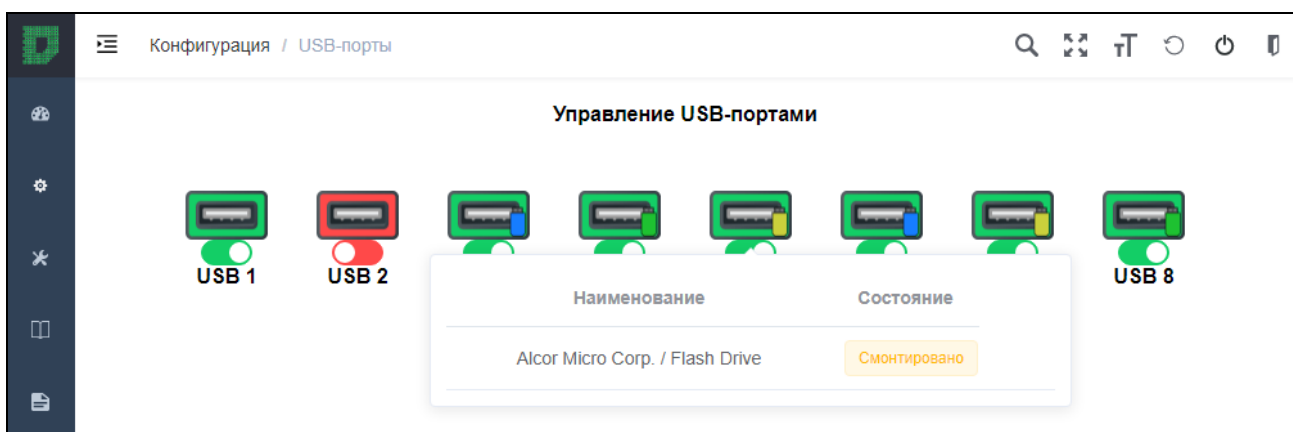 Конфигурация / USB-порты
Управление USB-портами
USB 1 USB 2 USB 8
Наименование Состояние
Alcor Micro Corp. / Flash Drive Смонтировано